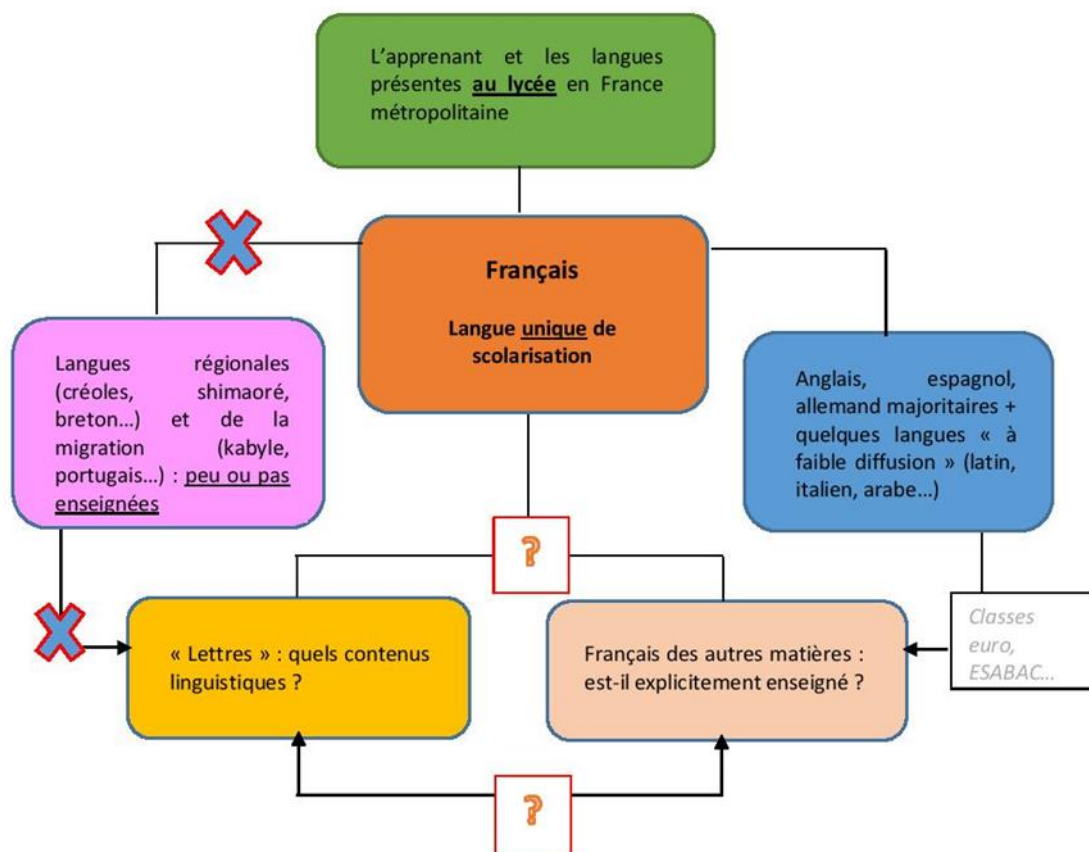 L’apprenant et les langues
présentes au lycée en France
métropolitaine
Français
Langue unique de
scolarisation
Langues régionales
(créoles, shimaoré,
breton…) et de la
migration (kabyle,
portugais…) : peu ou pas
enseignées
Anglais, espagnol,
allemand majoritaires +
quelques langues « à
faible diffusion » (latin,
italien, arabe…)
?
« Lettres » : quels contenus
linguistiques ?
Français des autres matières :
est-il explicitement enseigné ?
Classes
euro,
ESABAC…
?